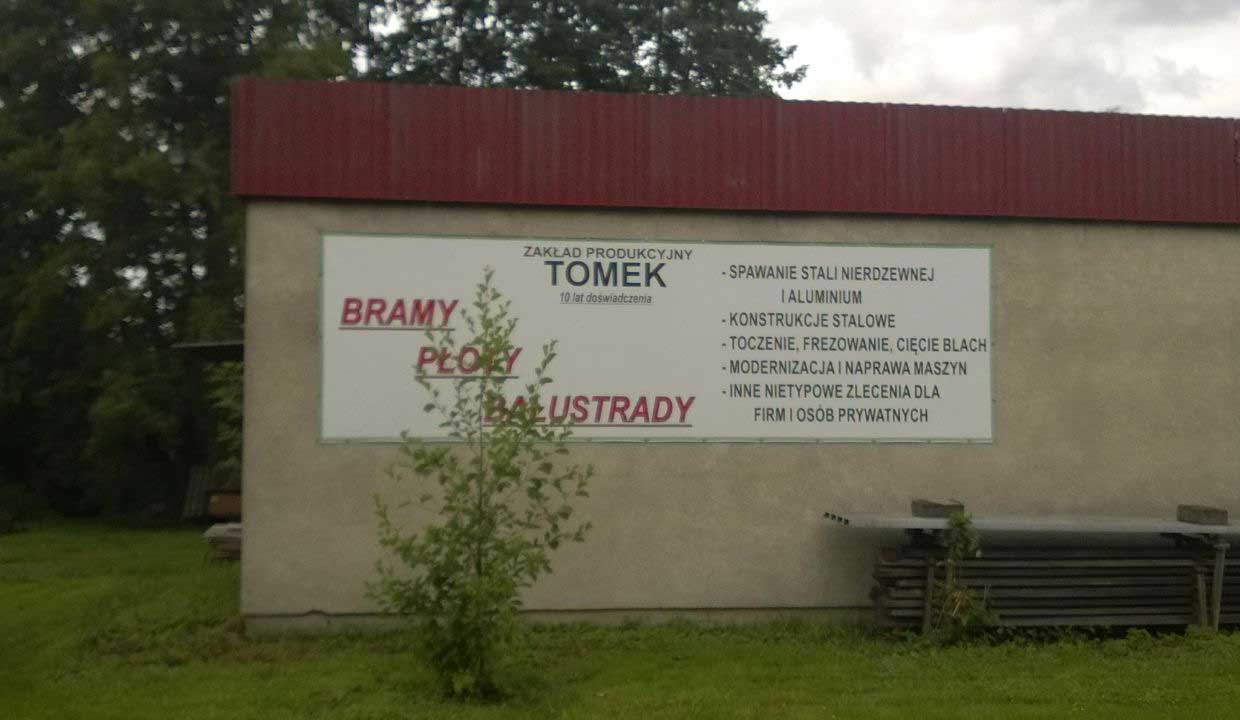 ZAKŁAD PRODUKCYJNY
TOMEK
10 lat doświadczenia
BRAMY
PŁOTY
BALUSTRADY
- SPAWANIE STALI NIERDZEWNEJ
I ALUMINIUM
- KONSTRUKCJE STALOWE
- TOCZENIE, FREZOWANIE, CIĘCIE BLACH
- MODERNIZACJA I NAPRAWA MASZYN
- INNE NIETYPOWE ZLECENIA DLA
FIRM I OSÓB PRYWATNYCH